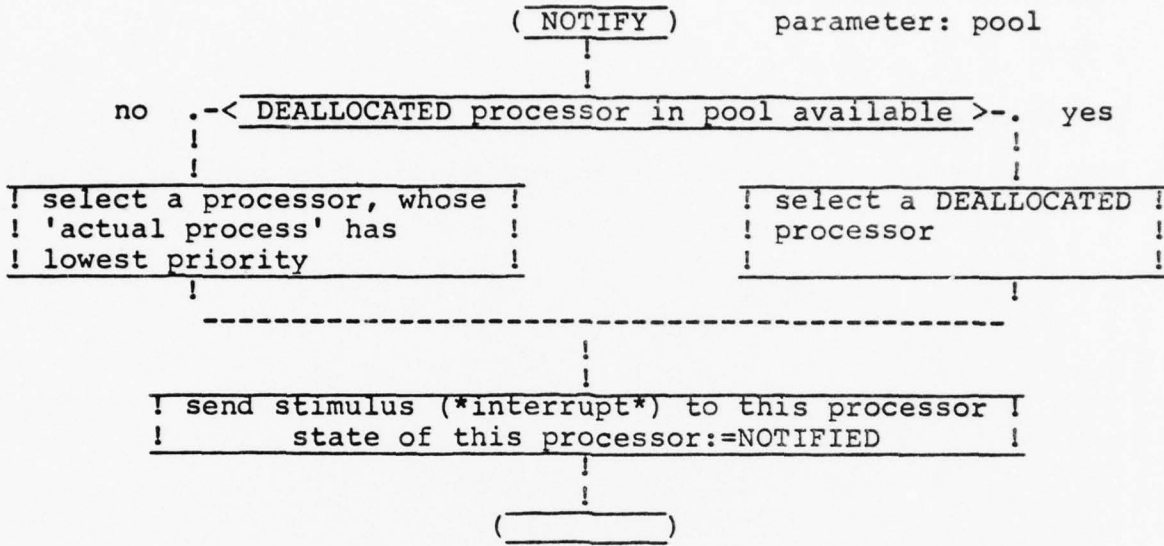 ( NOTIFY ) parameter: pool
no .-< DEALLOCATED processor in pool available >-. yes
! select a processor, whose ! ! select a DEALLOCATED !
! 'actual process' has ! ! processor !
! lowest priority ! ! !
! send stimulus (*interrupt*) to this processor !
! state of this processor:=NOTIFIED !
( )